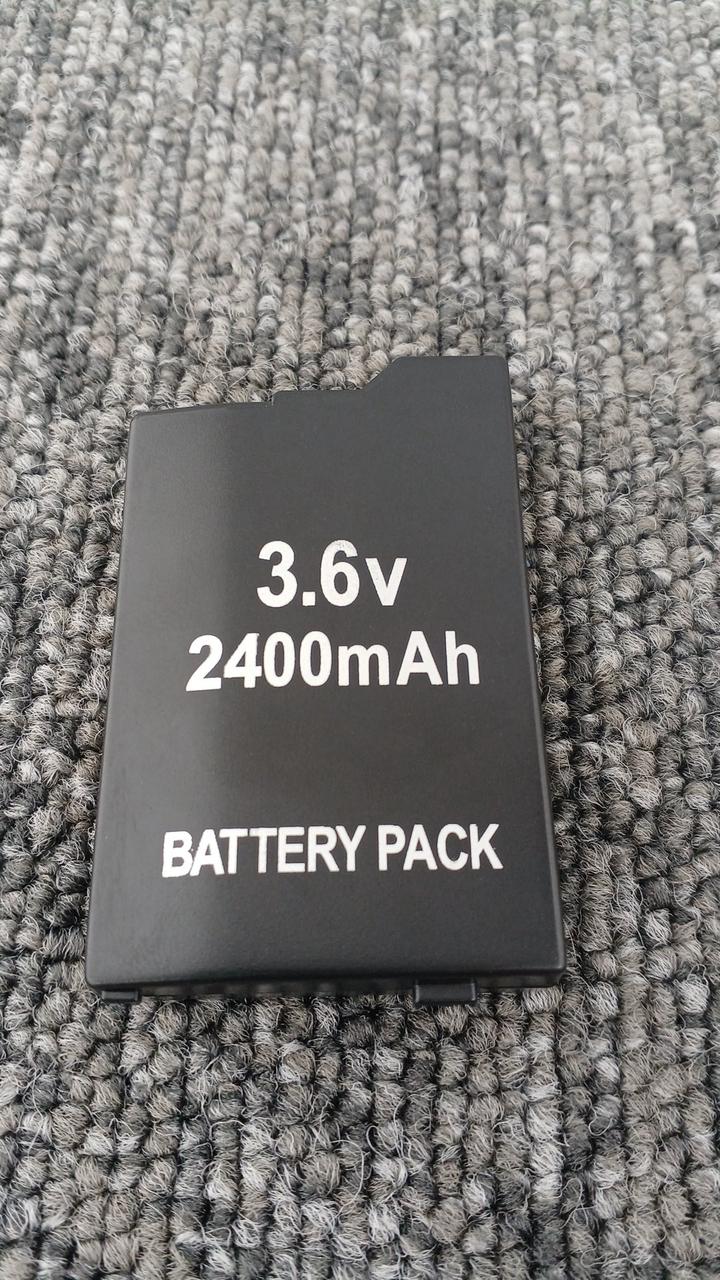 3.6v
2400mAh
BATTERY PACK